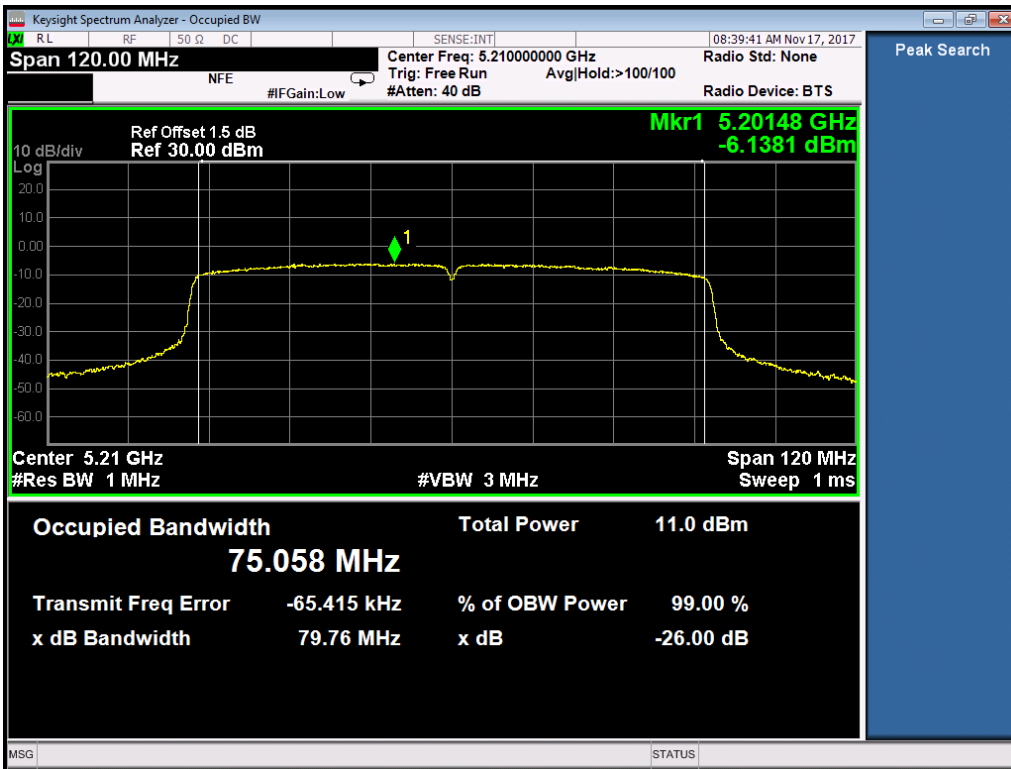 Keysight Spectrum Analyzer - Occupied BW
LXI RL RF 50 Ω DC SENSE:INT 08:39:41 AM Nov 17, 2017
Span 120.00 MHz Center Freq: 5.210000000 GHz Radio Std: None
NFE Trig: Free Run Avg|Hold:>100/100
#IFGain:Low #Atten: 40 dB Radio Device: BTS
Peak Search
Mkr1 5.20148 GHz
Ref Offset 1.5 dB -6.1381 dBm
10 dB/div Ref 30.00 dBm
Log
20.0
10.0
1
0.00
-10.0
-20.0
-30.0
-40.0
-50.0
-60.0
Center 5.21 GHz Span 120 MHz
#Res BW 1 MHz #VBW 3 MHz Sweep 1 ms
Occupied Bandwidth Total Power 11.0 dBm
75.058 MHz
Transmit Freq Error -65.415 kHz % of OBW Power 99.00 %
x dB Bandwidth 79.76 MHz x dB -26.00 dB
MSG STATUS